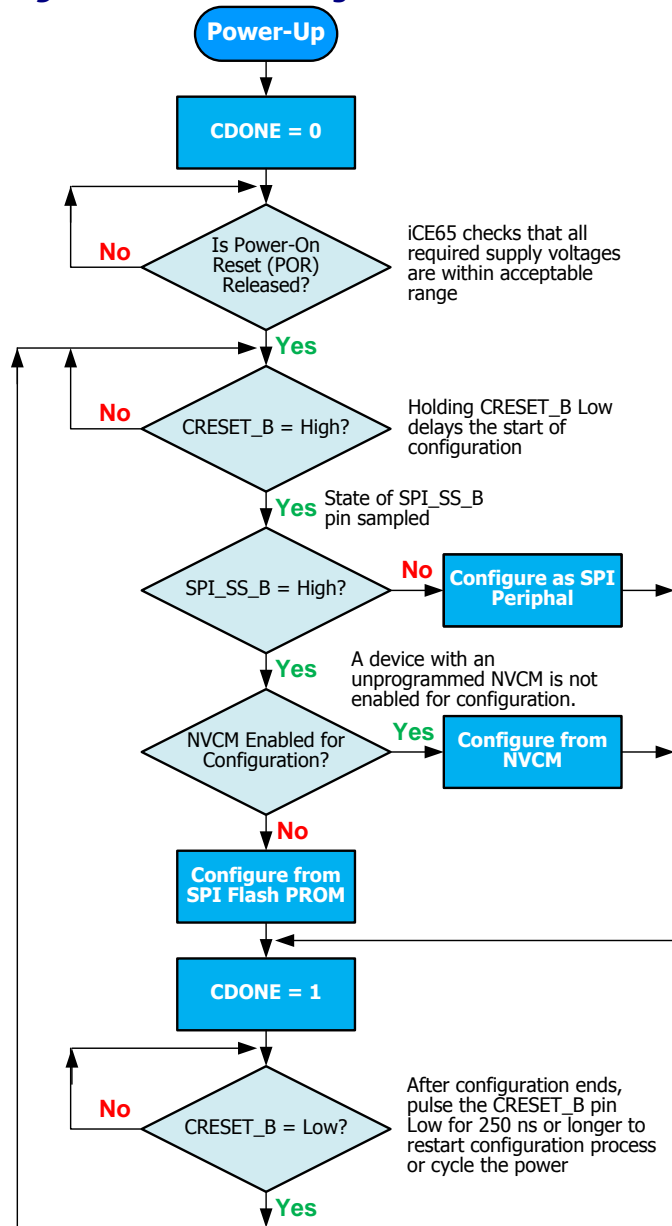 Power-Up
CDONE = 0
Is Power-On
Reset (POR)
Released?
No
iCE65 checks that all
required supply voltages
are within acceptable
range
Yes
CRESET_B = High?
No
Holding CRESET_B Low
delays the start of
configuration
Yes
State of SPI_SS_B
pin sampled
SPI_SS_B = High?
No
Configure as SPI
Periphal
Yes
A device with an
unprogrammed NVCM is not
enabled for configuration.
NVCM Enabled for
Configuration?
Yes
Configure from
NVCM
No
Configure from
SPI Flash PROM
CDONE = 1
CRESET_B = Low?
No
After configuration ends,
pulse the CRESET_B pin
Low for 250 ns or longer to
restart configuration process
or cycle the power
Yes